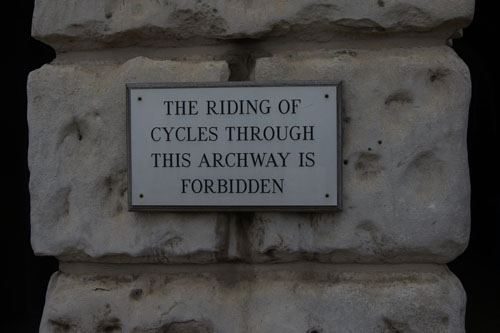 THE RIDING OF
CYCLES THROUGH
THIS ARCHWAY IS
FORBIDDEN